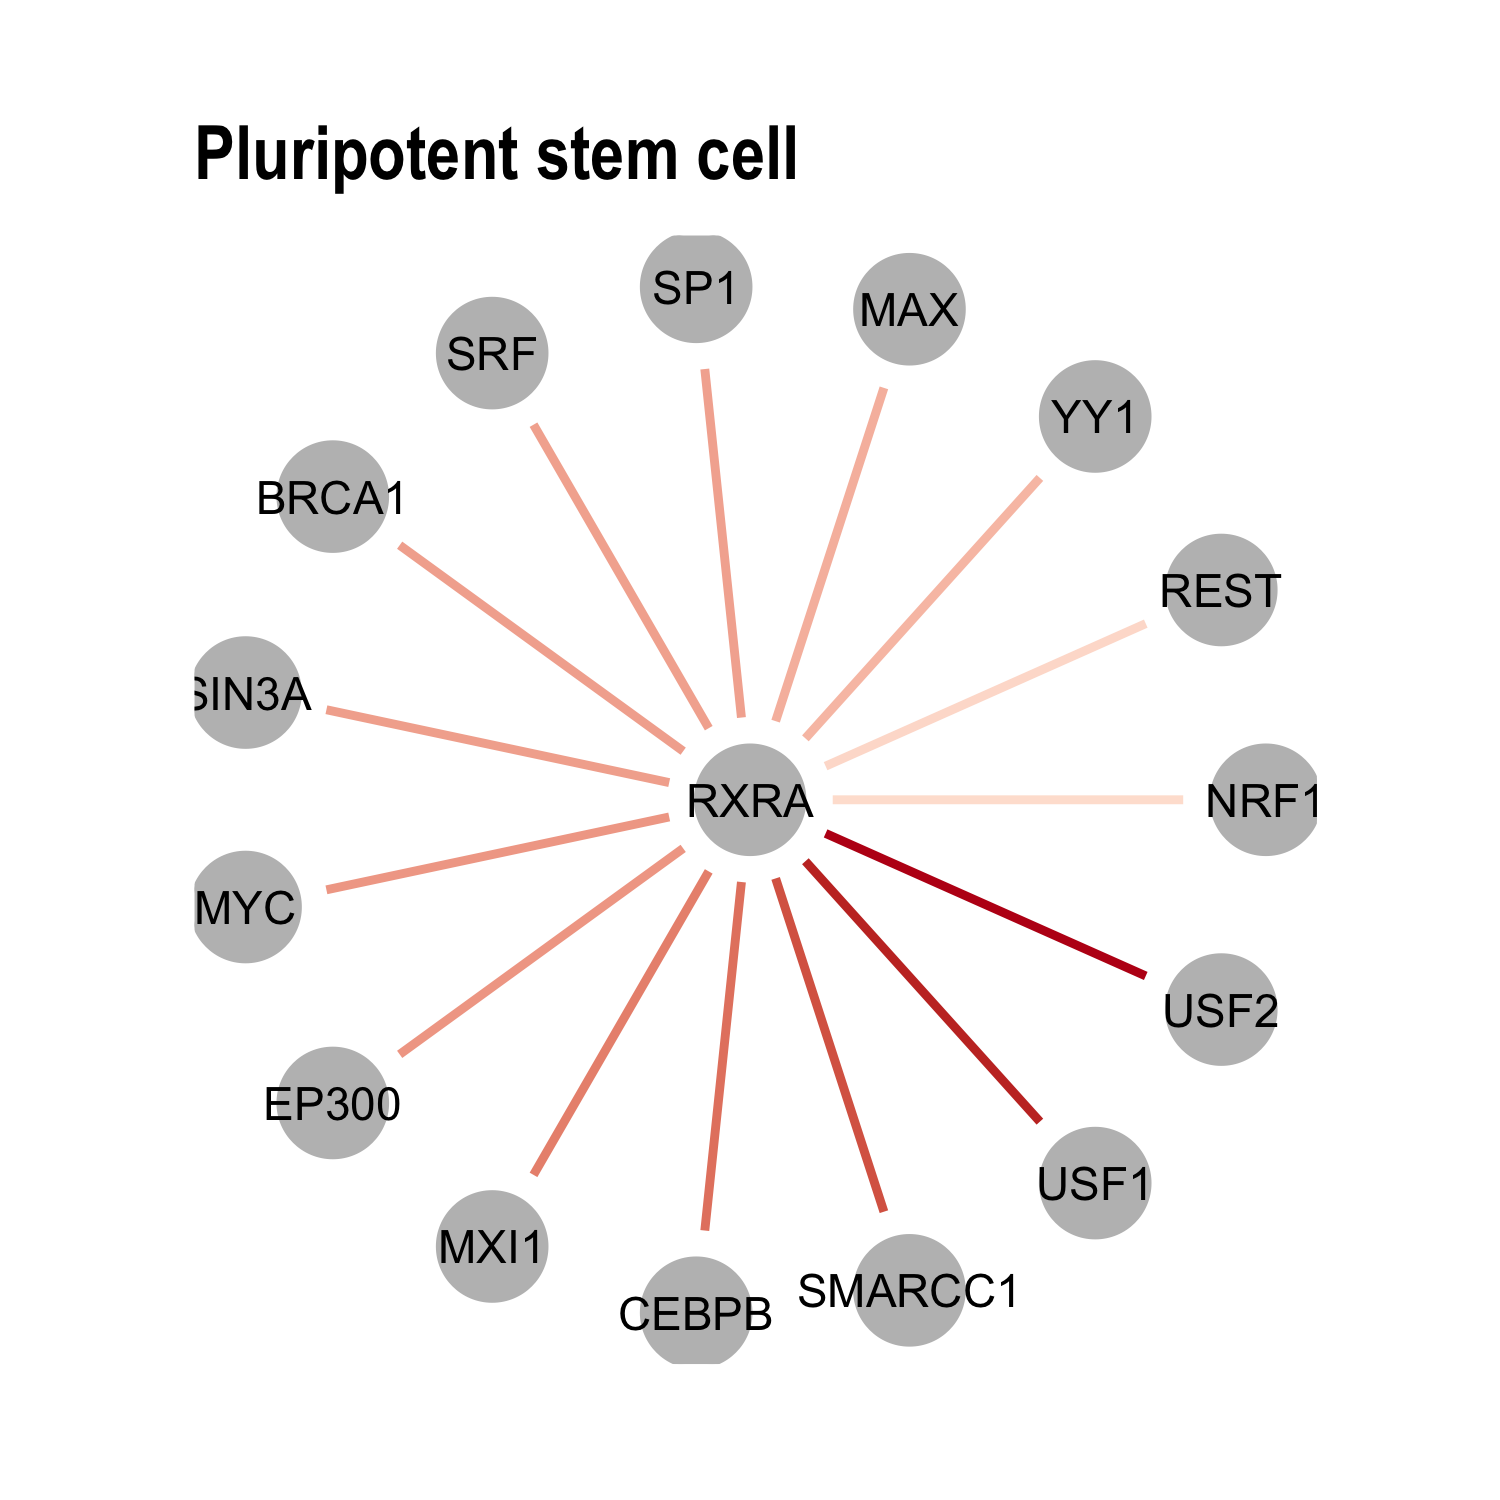 Pluripotent stem cell
SP1
MAX
SRF
YY1
BRCA1
REST
SIN3A
RXRA
NRF1
MYC
USF2
EP300
USF1
MXI1
SMARCC1
CEBPB